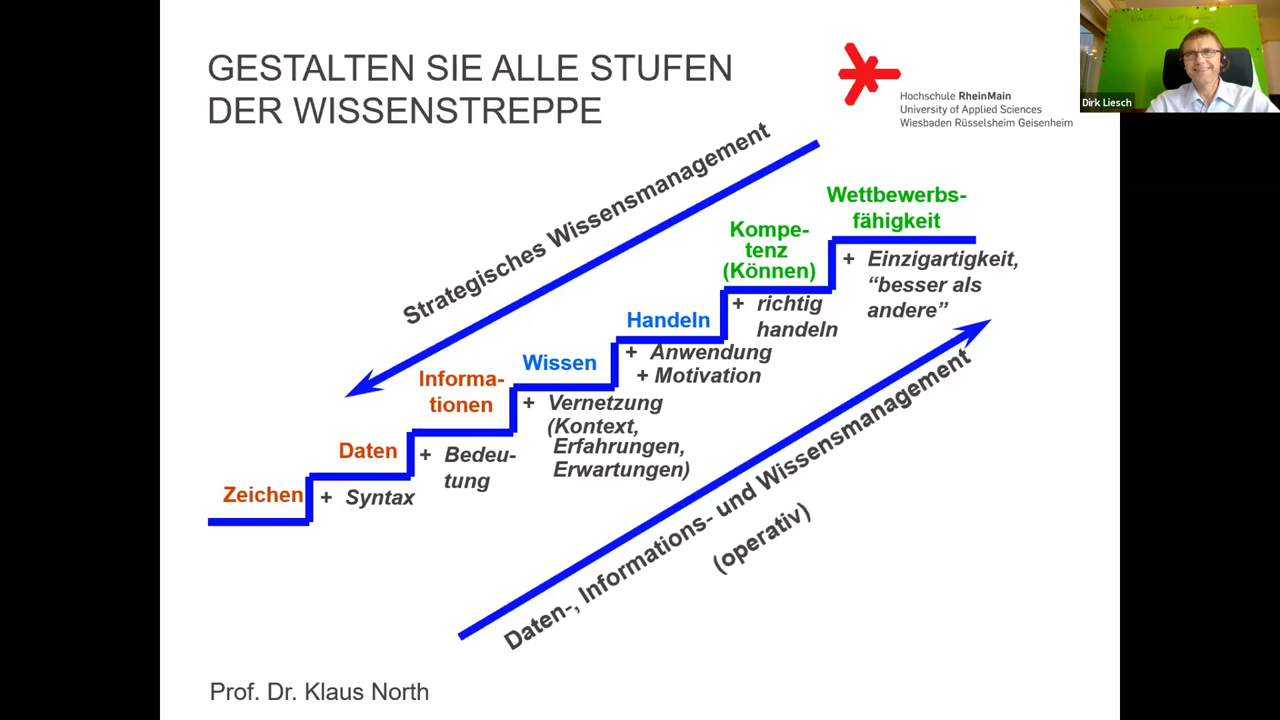 GESTALTEN SIE ALLE STUFEN
DER WISSENSTREPPE
Hochschule RheinMain
University of Applied Sciences
Wiesbaden Rüsselsheim Geisenheim
Dirk Liesch
Strategisches Wissensmanagement
Wettbewerbs-
fähigkeit
+ Einzigartigkeit,
“besser als
andere”
Kompe-
tenz
(Können)
+ richtig
handeln
Handeln
+ Anwendung
+ Motivation
Wissen
+ Vernetzung
(Kontext,
Erfahrungen,
Erwartungen)
Informa-
tionen
+ Bedeu-
tung
Daten
+ Syntax
Zeichen
Daten-, Informations- und Wissensmanagement
(operativ)
Prof. Dr. Klaus North